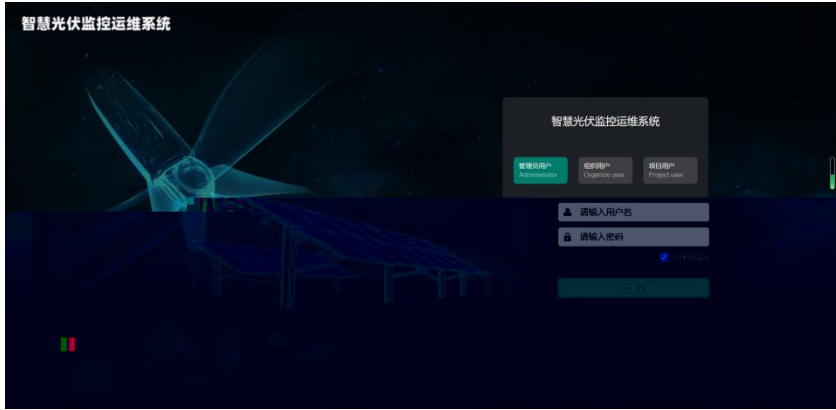 智慧光伏监控运维系统
智慧光伏监控运维系统
管理员用户 组织用户 项目用户
Administrator Organize user Project user
请输入用户名
请输入密码